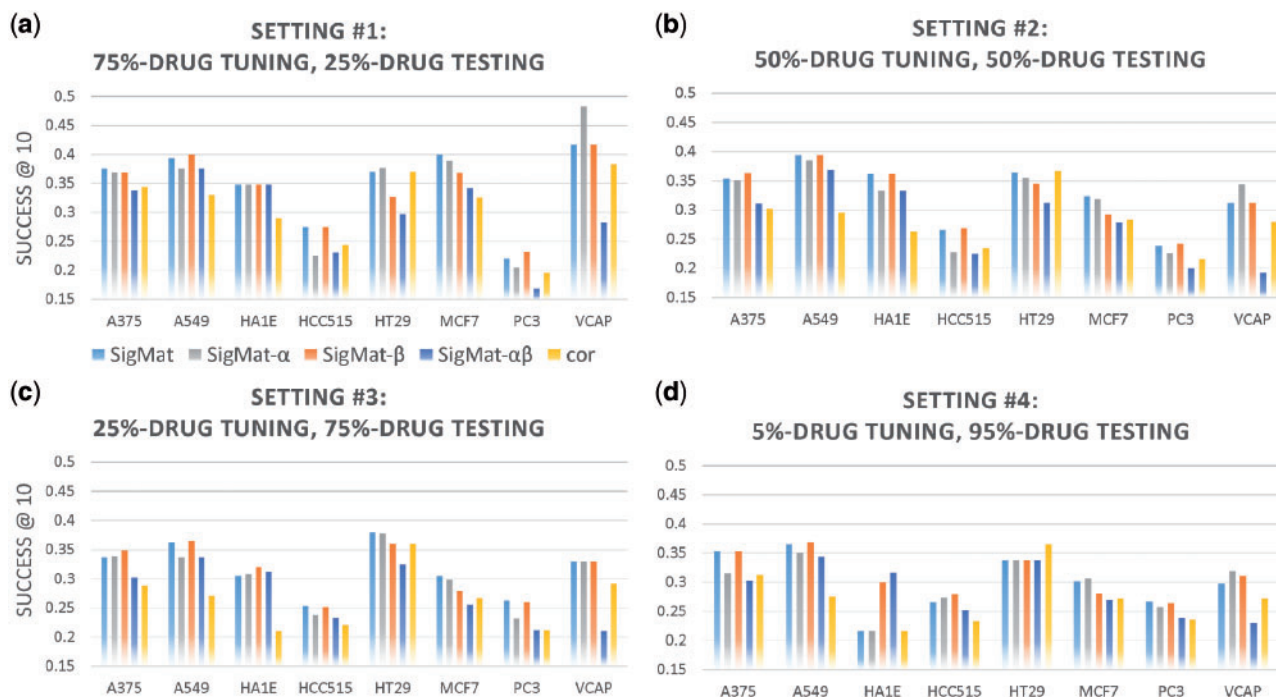 (a)
SETTING #1:
75%-DRUG TUNING, 25%-DRUG TESTING
SUCCESS @ 10
0.5
0.45
0.4
0.35
0.3
0.25
0.2
0.15
A375 A549 HA1E HCC515 HT29 MCF7 PC3 VCAP
SigMat SigMat-α SigMat-β SigMat-αβ cor
(b)
SETTING #2:
50%-DRUG TUNING, 50%-DRUG TESTING
0.5
0.45
0.4
0.35
0.3
0.25
0.2
0.15
A375 A549 HA1E HCC515 HT29 MCF7 PC3 VCAP
(c)
SETTING #3:
25%-DRUG TUNING, 75%-DRUG TESTING
SUCCESS @ 10
0.5
0.45
0.4
0.35
0.3
0.25
0.2
0.15
A375 A549 HA1E HCC515 HT29 MCF7 PC3 VCAP
(d)
SETTING #4:
5%-DRUG TUNING, 95%-DRUG TESTING
0.5
0.45
0.4
0.35
0.3
0.25
0.2
0.15
A375 A549 HA1E HCC515 HT29 MCF7 PC3 VCAP